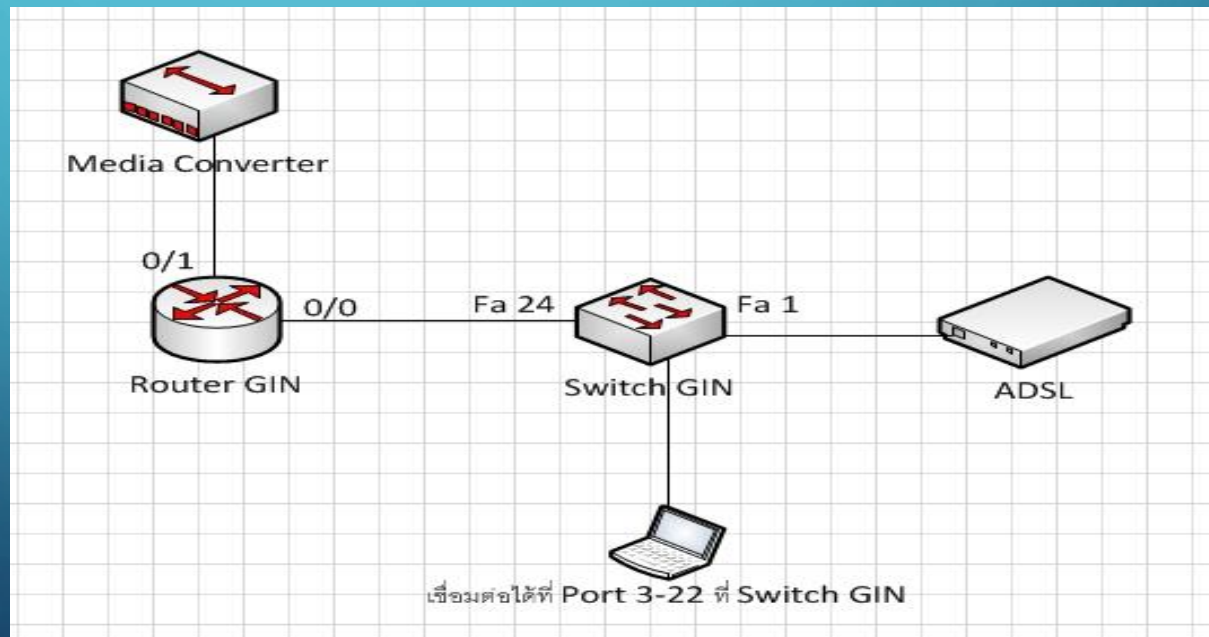 Media Converter
0/1
0/0
Fa 24
Fa 1
Router GIN
Switch GIN
ADSL
เชื่อมต่อได้ที่ Port 3-22 ที่ Switch GIN